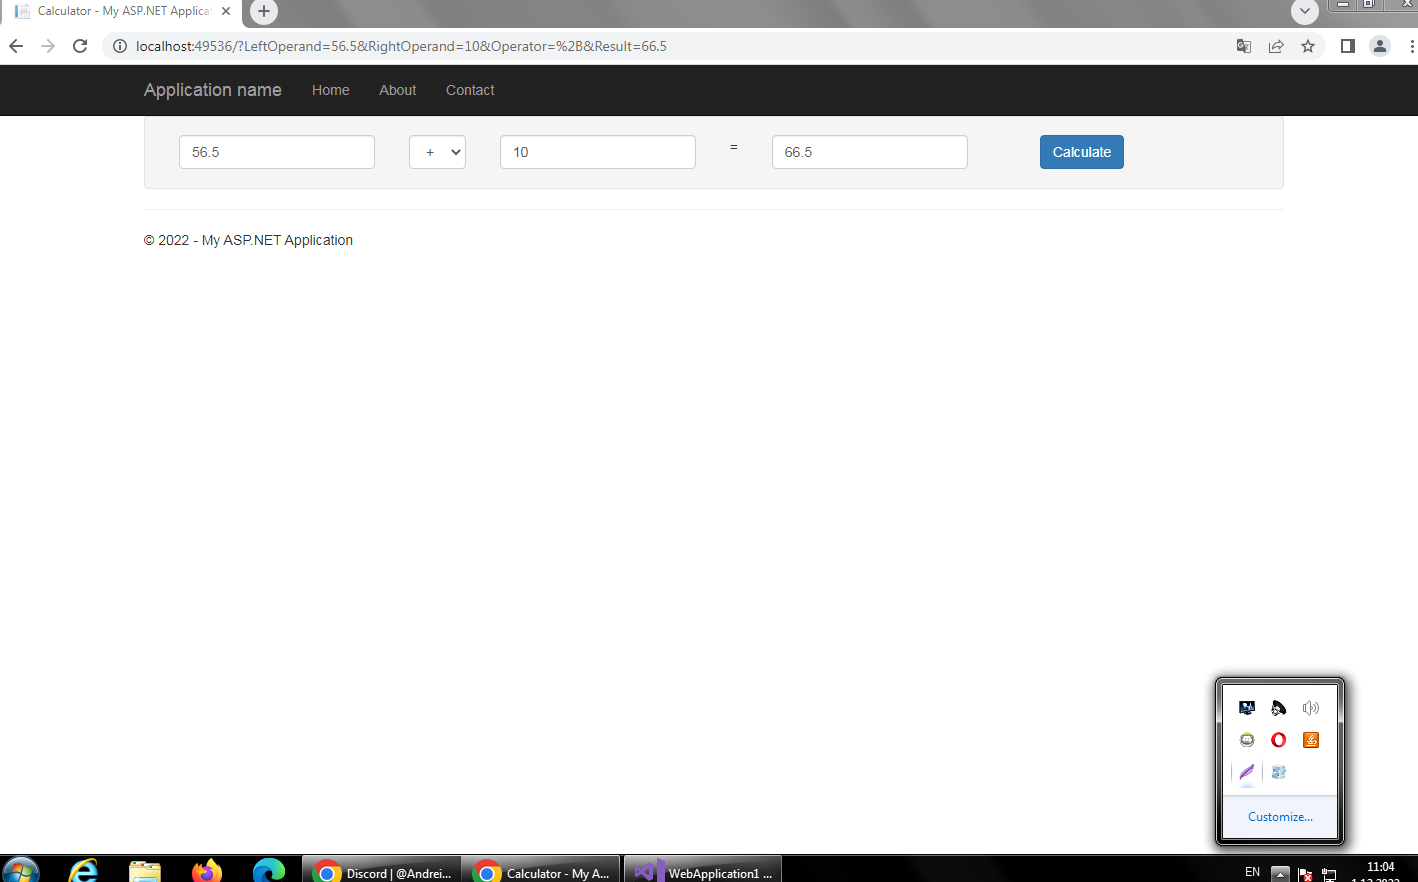 Calculator - My ASP.NET Applica
localhost:49536/?LeftOperand=56.5&RightOperand=10&Operator=%2B&Result=66.5
Application name Home About Contact
56.5 + 10 = 66.5 Calculate
© 2022 - My ASP.NET Application
Customize...
Discord | @Andrei... Calculator - My A... WebApplication1 ... EN 11:04